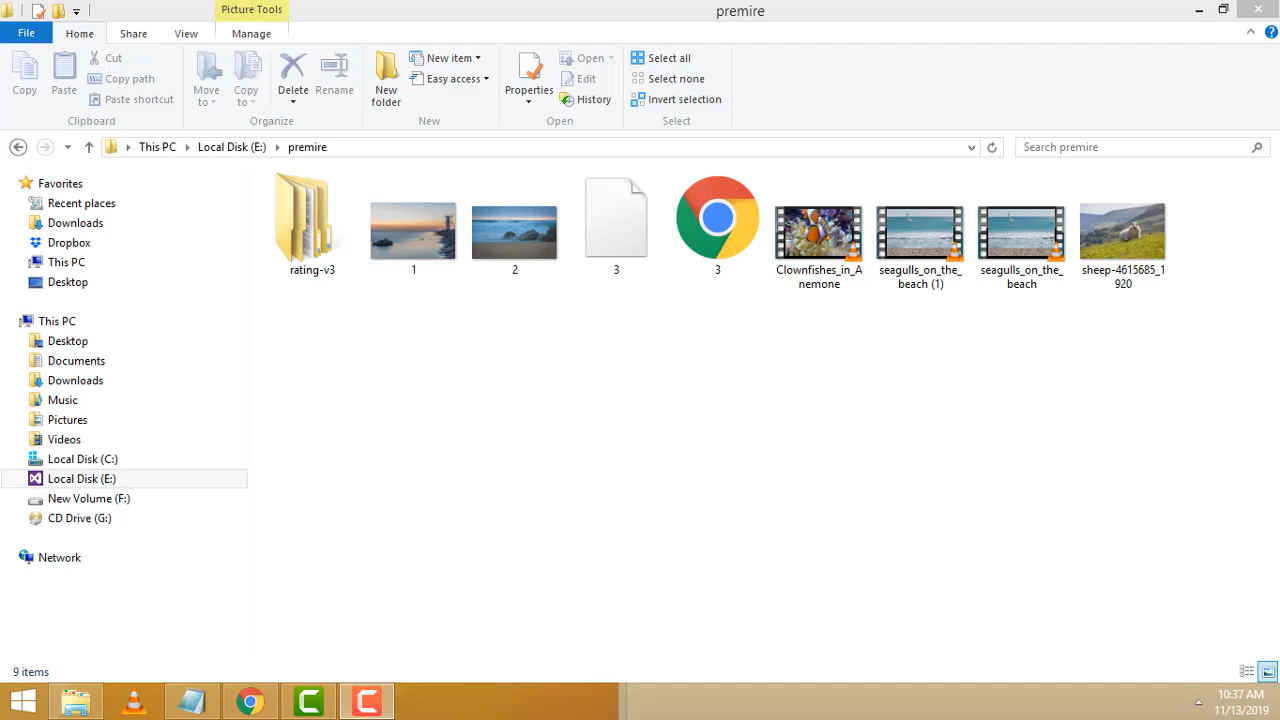 Picture Tools
premire
File
Home
Share
View
Manage
Copy
Paste
Cut
Copy path
Paste shortcut
Clipboard
Move to
Copy to
Delete
Rename
Organize
New folder
New item
Easy access
New
Properties
Open
Edit
History
Open
Select all
Select none
Invert selection
Select
This PC
Local Disk (E:)
premire
Search premire
Favorites
Recent places
Downloads
Dropbox
This PC
Desktop
This PC
Desktop
Documents
Downloads
Music
Pictures
Videos
Local Disk (C:)
Local Disk (E:)
New Volume (F:)
CD Drive (G:)
Network
rating-v3
1
2
3
3
Clownfishes_in_A
nemone
seagulls_on_the_
beach (1)
seagulls_on_the_
beach
sheep-4615685_1
920
9 items
10:37 AM
11/13/2019